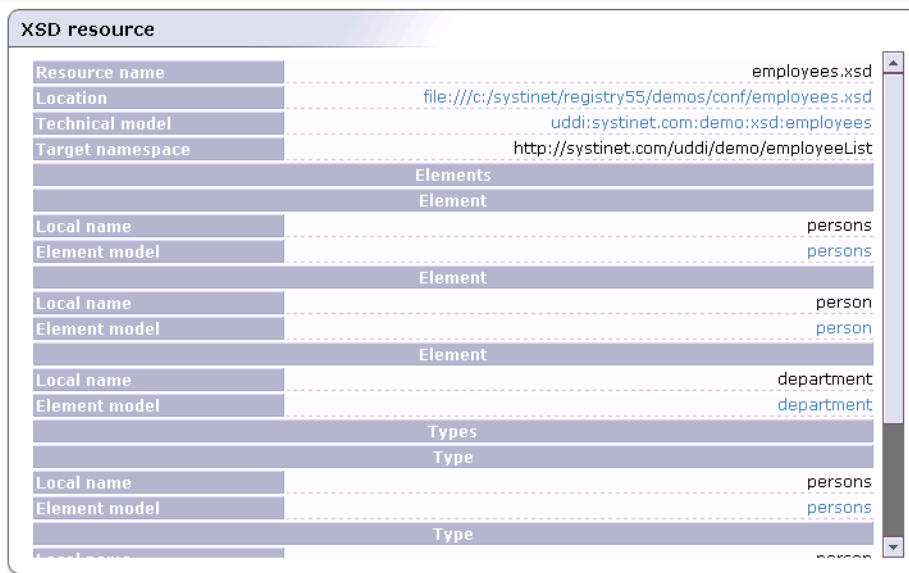 XSD resource
Resource name employees.xsd
Location file:///c:/systinet/registry55/demos/conf/employees.xsd
Technical model uddi:systinet.com:demo:xsd:employees
Target namespace http://systinet.com/uddi/demo/employeeList
Elements
Element
Local name persons
Element model persons
Element
Local name person
Element model person
Element
Local name department
Element model department
Types
Type
Local name persons
Element model persons
Type
Local name person